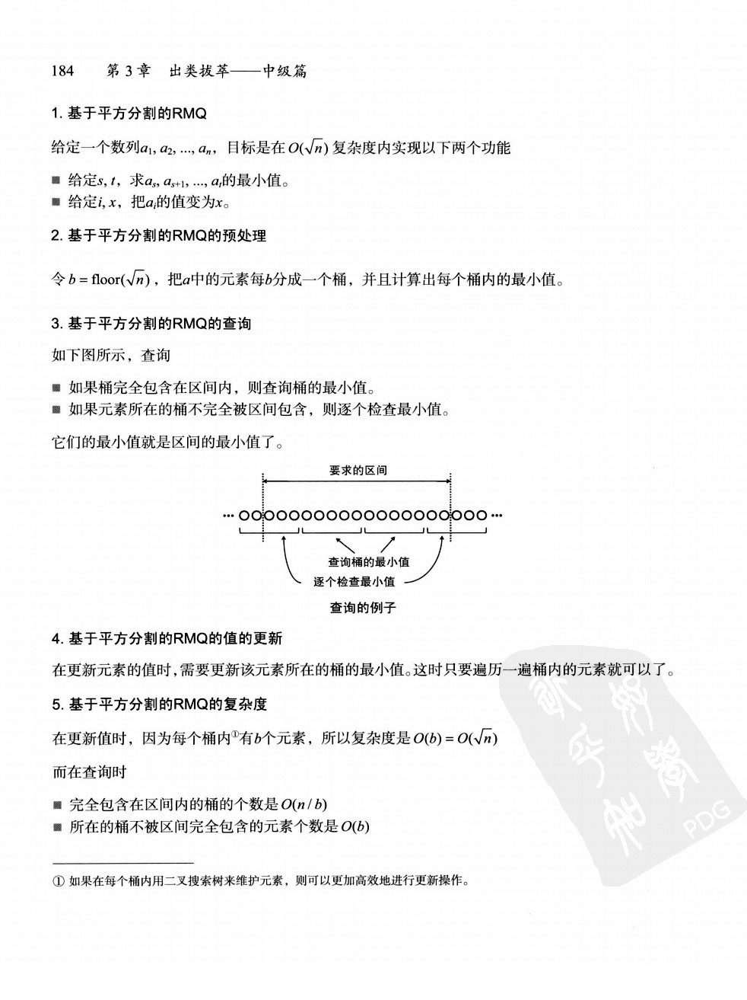 184 第 3 章 出类拔萃——中级篇
1. 基于平方分割的RMQ
给定一个数列a₁, a₂, ..., aₙ，目标是在 O(√n) 复杂度内实现以下两个功能
■ 给定s, t，求aₛ, aₛ₊₁, ..., aₜ的最小值。
■ 给定i, x，把aᵢ的值变为x。
2. 基于平方分割的RMQ的预处理
令 b = floor(√n)，把a中的元素每b分成一个桶，并且计算出每个桶内的最小值。
3. 基于平方分割的RMQ的查询
如下图所示，查询
■ 如果桶完全包含在区间内，则查询桶的最小值。
■ 如果元素所在的桶不完全被区间包含，则逐个检查最小值。
它们的最小值就是区间的最小值了。
要求的区间
查询桶的最小值
逐个检查最小值
查询的例子
4. 基于平方分割的RMQ的值的更新
在更新元素的值时，需要更新该元素所在的桶的最小值。这时只要遍历一遍桶内的元素就可以了。
5. 基于平方分割的RMQ的复杂度
在更新值时，因为每个桶内①有b个元素，所以复杂度是 O(b) = O(√n)
而在查询时
■ 完全包含在区间内的桶的个数是 O(n / b)
■ 所在的桶不被区间完全包含的元素个数是 O(b)
PDG
① 如果在每个桶内用二叉搜索树来维护元素，则可以更加高效地进行更新操作。